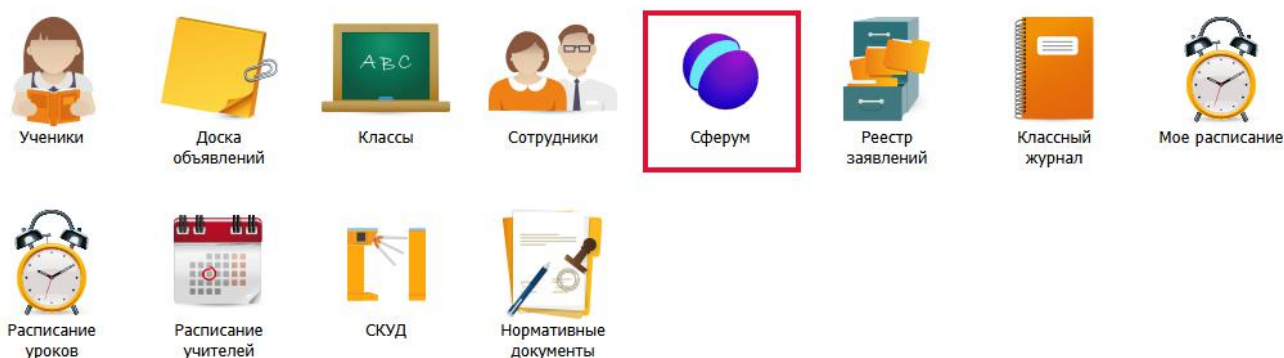 ABC
Ученики
Доска
объявлений
Классы
Сотрудники
Сферум
Реестр
заявлений
Классный
журнал
Мое расписание
Расписание
уроков
Расписание
учителей
СКУД
Нормативные
документы